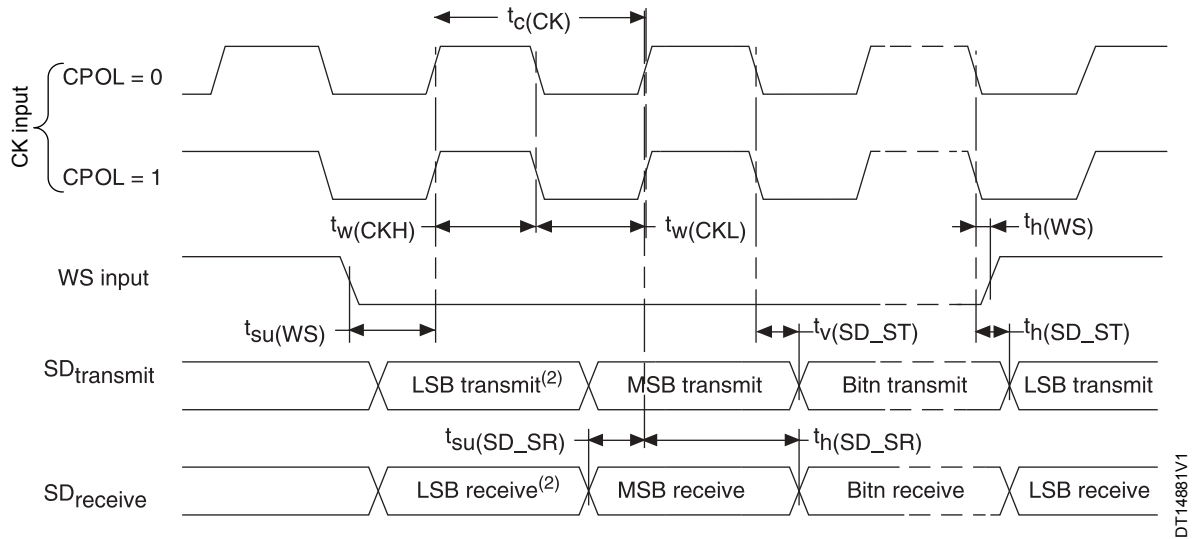 tc(CK)
CPOL = 0
CK input
CPOL = 1
tw(CKH)
tw(CKL)
th(WS)
WS input
tsu(WS)
tv(SD_ST)
th(SD_ST)
SDtransmit
LSB transmit(2)
MSB transmit
Bitn transmit
LSB transmit
tsu(SD_SR)
th(SD_SR)
SDreceive
LSB receive(2)
MSB receive
Bitn receive
LSB receive
DT14881V1